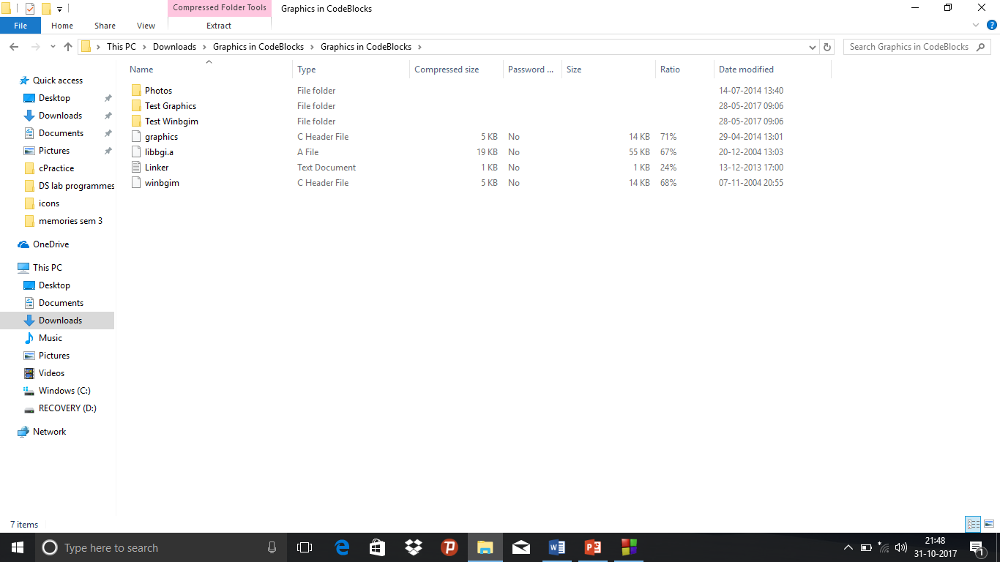 Compressed Folder Tools Graphics in CodeBlocks
File Home Share View Extract
This PC Downloads Graphics in CodeBlocks Graphics in CodeBlocks Search Graphics in CodeBlocks
Name Type Compressed size Password ... Size Ratio Date modified
Photos File folder 14-07-2014 13:40
Test Graphics File folder 28-05-2017 09:06
Test Winbgim File folder 28-05-2017 09:06
graphics C Header File 5 KB No 14 KB 71% 29-04-2014 13:01
libbgi.a A File 19 KB No 55 KB 67% 20-12-2004 13:03
Linker Text Document 1 KB No 1 KB 24% 13-12-2013 17:00
winbgim C Header File 5 KB No 14 KB 68% 07-11-2004 20:55
Quick access
Desktop
Downloads
Documents
Pictures
cPractice
DS lab programmes
icons
memories sem 3
OneDrive
This PC
Desktop
Documents
Downloads
Music
Pictures
Videos
Windows (C:)
RECOVERY (D:)
Network
7 items
Type here to search
21:48
31-10-2017
1